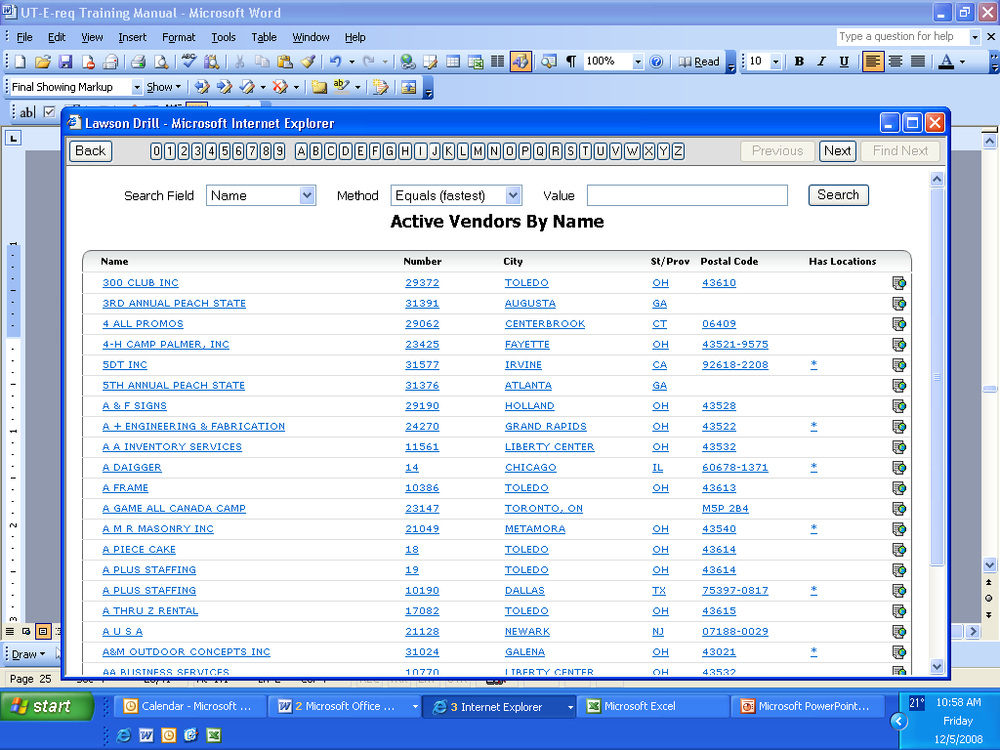 UT-E-req Training Manual - Microsoft Word
File Edit View Insert Format Tools Table Window Help
Type a question for help
100% Read 10 B I U A
Final Showing Markup Show
ab
Lawson Drill - Microsoft Internet Explorer
Back 0 1 2 3 4 5 6 7 8 9 A B C D E F G H I J K L M N O P Q R S T U V W X Y Z Previous Next Find Next
Search Field Name Method Equals (fastest) Value Search
Active Vendors By Name
Name Number City St/Prov Postal Code Has Locations
300 CLUB INC 29372 TOLEDO OH 43610
3RD ANNUAL PEACH STATE 31391 AUGUSTA GA
4 ALL PROMOS 29062 CENTERBROOK CT 06409
4-H CAMP PALMER, INC 23425 FAYETTE OH 43521-9575
5DT INC 31577 IRVINE CA 92618-2208 *
5TH ANNUAL PEACH STATE 31376 ATLANTA GA
A & F SIGNS 29190 HOLLAND OH 43528
A + ENGINEERING & FABRICATION 24270 GRAND RAPIDS OH 43522 *
A A INVENTORY SERVICES 11561 LIBERTY CENTER OH 43532
A DAIGGER 14 CHICAGO IL 60678-1371 *
A FRAME 10386 TOLEDO OH 43613
A GAME ALL CANADA CAMP 23147 TORONTO, ON M5P 2B4
A M R MASONRY INC 21049 METAMORA OH 43540 *
A PIECE CAKE 18 TOLEDO OH 43614
A PLUS STAFFING 19 TOLEDO OH 43614
A PLUS STAFFING 10190 DALLAS TX 75397-0817 *
A THRU Z RENTAL 17082 TOLEDO OH 43615
A U S A 21128 NEWARK NJ 07188-0029
A&M OUTDOOR CONCEPTS INC 31024 GALENA OH 43021 *
AA BUSINESS SERVICES 10770 LIBERTY CENTER OH 43532
Draw
Page 25
start Calendar - Microsoft ... 2 Microsoft Office ... 3 Internet Explorer Microsoft Excel Microsoft PowerPoint... 21° 10:58 AM
Friday
12/5/2008